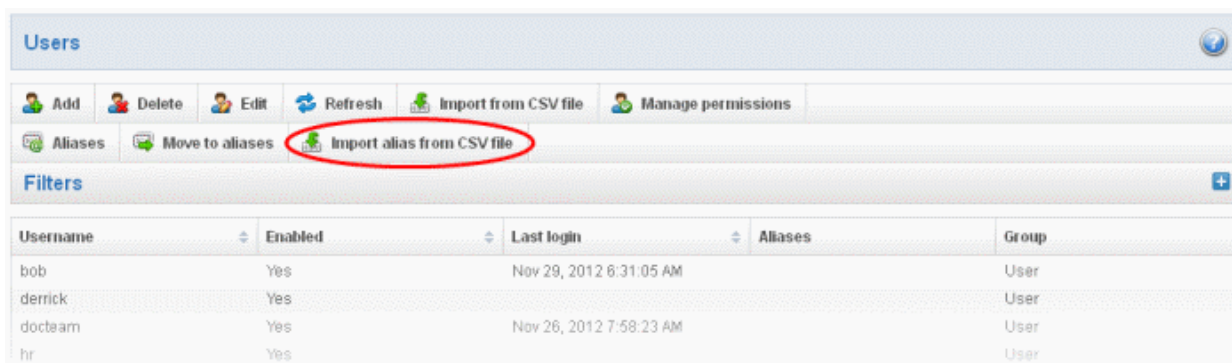 Users
Add Delete Edit Refresh Import from CSV file Manage permissions
Aliases Move to aliases Import alias from CSV file
Filters
Username Enabled Last login Aliases Group
bob Yes Nov 29, 2012 6:31:05 AM User
derrick Yes User
docteam Yes Nov 26, 2012 7:58:23 AM User
hr Yes User